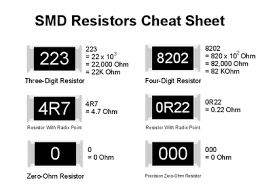 SMD Resistors Cheat Sheet
223
223
= 22 x 10³
= 22,000 Ohm
= 22K Ohm
Three-Digit Resistor
8202
8202
= 820 x 10² Ohm
= 82,000 Ohm
= 82 KOhm
Four-Digit Resistor
4R7
4R7
= 4.7 Ohm
Resistor With Radix Point
0R22
0R22
= 0.22 Ohm
Resistor With Radix Point
0
0
= 0 Ohm
Zero-Ohm Resistor
000
000
= 0 Ohm
Precision Zero-Ohm Resistor